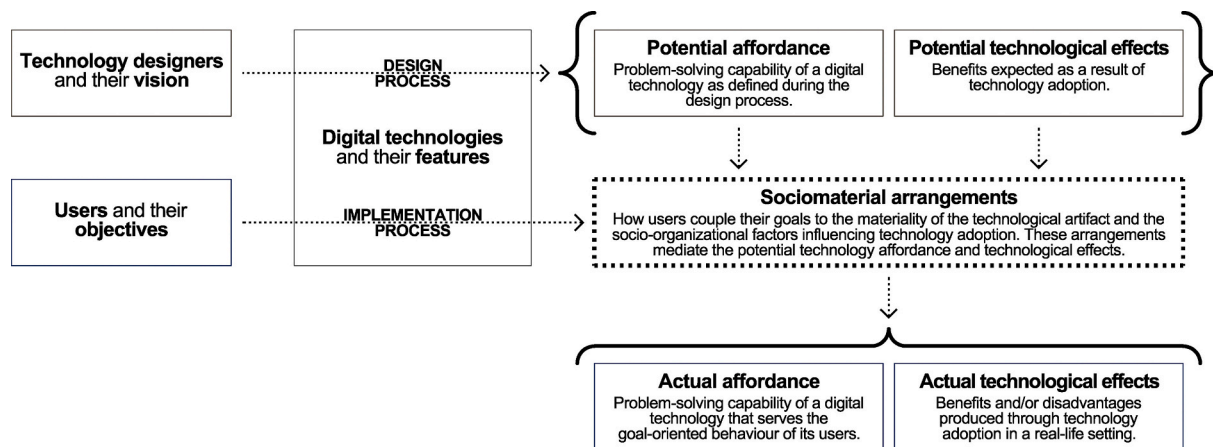 Technology designers
and their vision
DESIGN
PROCESS
Digital technologies
and their features
Users and their
objectives
IMPLEMENTATION
PROCESS
Potential affordance
Problem-solving capability of a digital
technology as defined during the
design process.
Potential technological effects
Benefits expected as a result of
technology adoption.
Sociomaterial arrangements
How users couple their goals to the materiality of the technological artifact and the
socio-organizational factors influencing technology adoption. These arrangements
mediate the potential technology affordance and technological effects.
Actual affordance
Problem-solving capability of a digital
technology that serves the
goal-oriented behaviour of its users.
Actual technological effects
Benefits and/or disadvantages
produced through technology
adoption in a real-life setting.